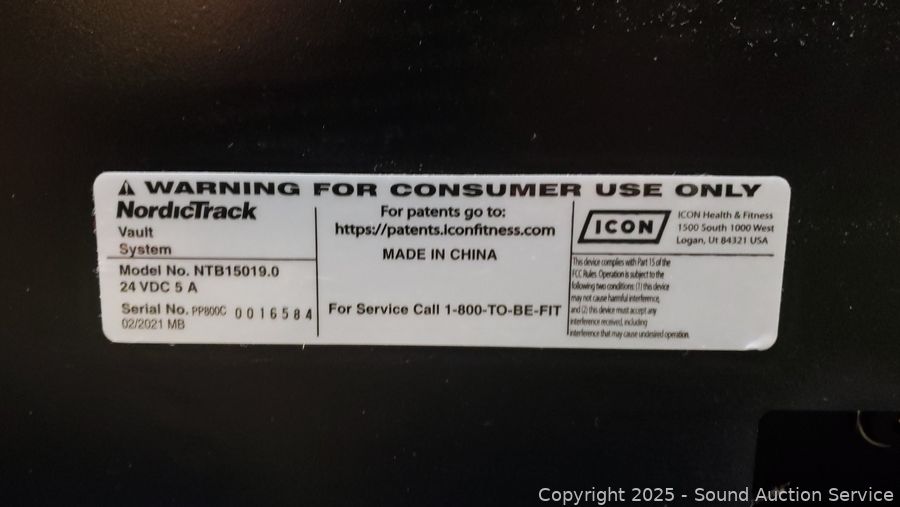 WARNING FOR CONSUMER USE ONLY
NordicTrack
Vault
System
Model No. NTB15019.0
24 VDC 5 A
Serial No. PP800C 0016584
02/2021 MB
For patents go to:
https://patents.iconfitness.com
MADE IN CHINA
For Service Call 1-800-TO-BE-FIT
ICON
ICON Health & Fitness
1500 South 1000 West
Logan, Ut 84321 USA
This device complies with Part 15 of the
FCC Rules. Operation is subject to the
following two conditions: (1) this device
may not cause harmful interference,
and (2) this device must accept any
interference received, including
interference that may cause undesired operation.
Copyright 2025 - Sound Auction Service